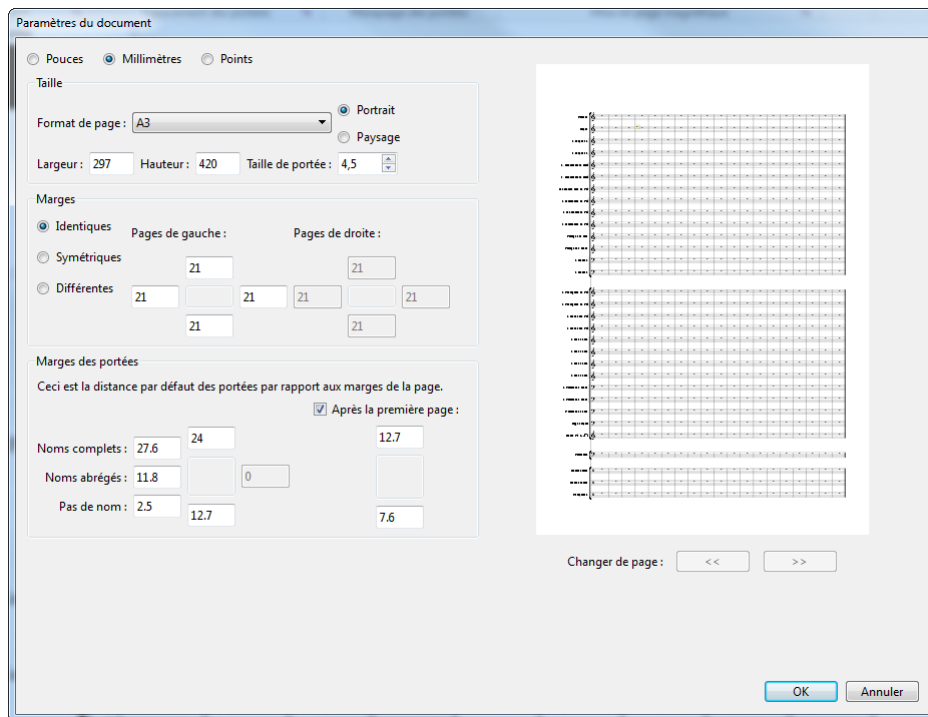 Paramètres du document
Pouces Millimètres Points
Taille
Format de page : A3
Portrait
Paysage
Largeur : 297 Hauteur : 420 Taille de portée : 4,5
Marges
Identiques
Pages de gauche : Pages de droite :
Symétriques
21 21
Différentes
21 21 21 21
21 21
Marges des portées
Ceci est la distance par défaut des portées par rapport aux marges de la page.
Après la première page :
Noms complets : 27.6 24 12.7
Noms abrégés : 11.8 0
Pas de nom : 2.5 12.7 7.6
Changer de page : << >>
OK Annuler